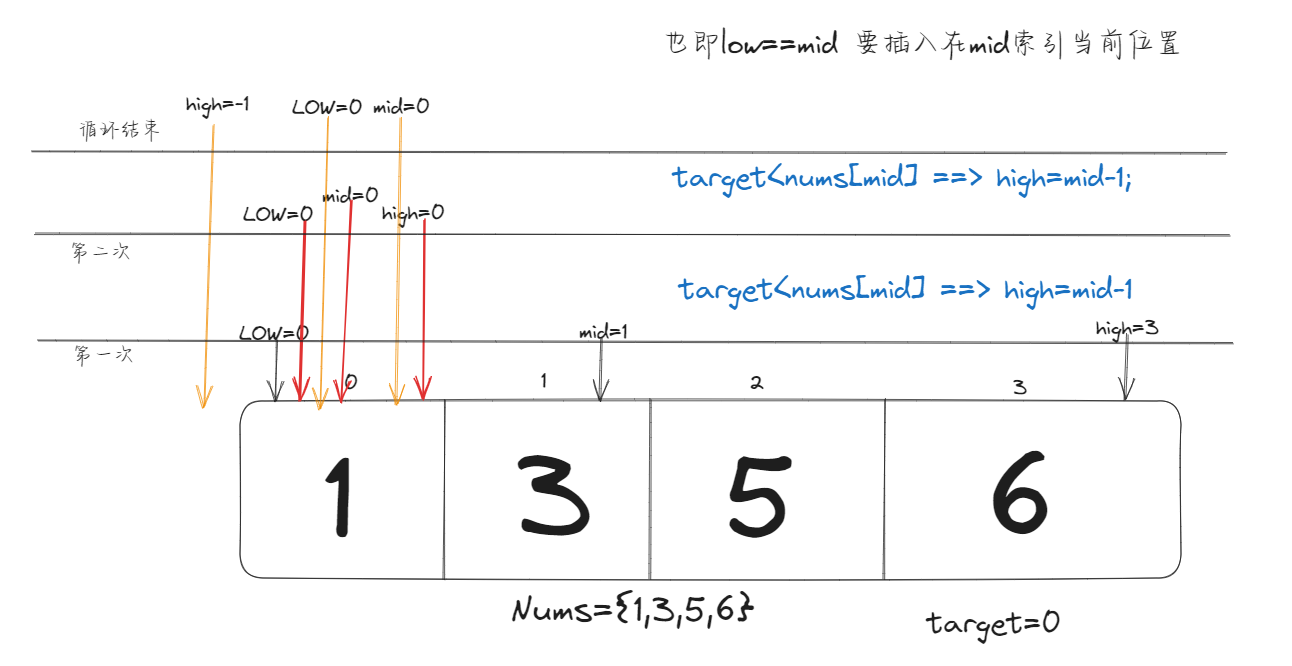 也即low==mid 要插入在mid索引当前位置
high=-1 LOW=0 mid=0
循环结束
target<nums[mid] ==> high=mid-1;
mid=0
LOW=0 high=0
第二次
target<nums[mid] ==> high=mid-1
LOW=0 mid=1 high=3
第一次
0 1 2 3
1 3 5 6
Nums={1,3,5,6}
target=0